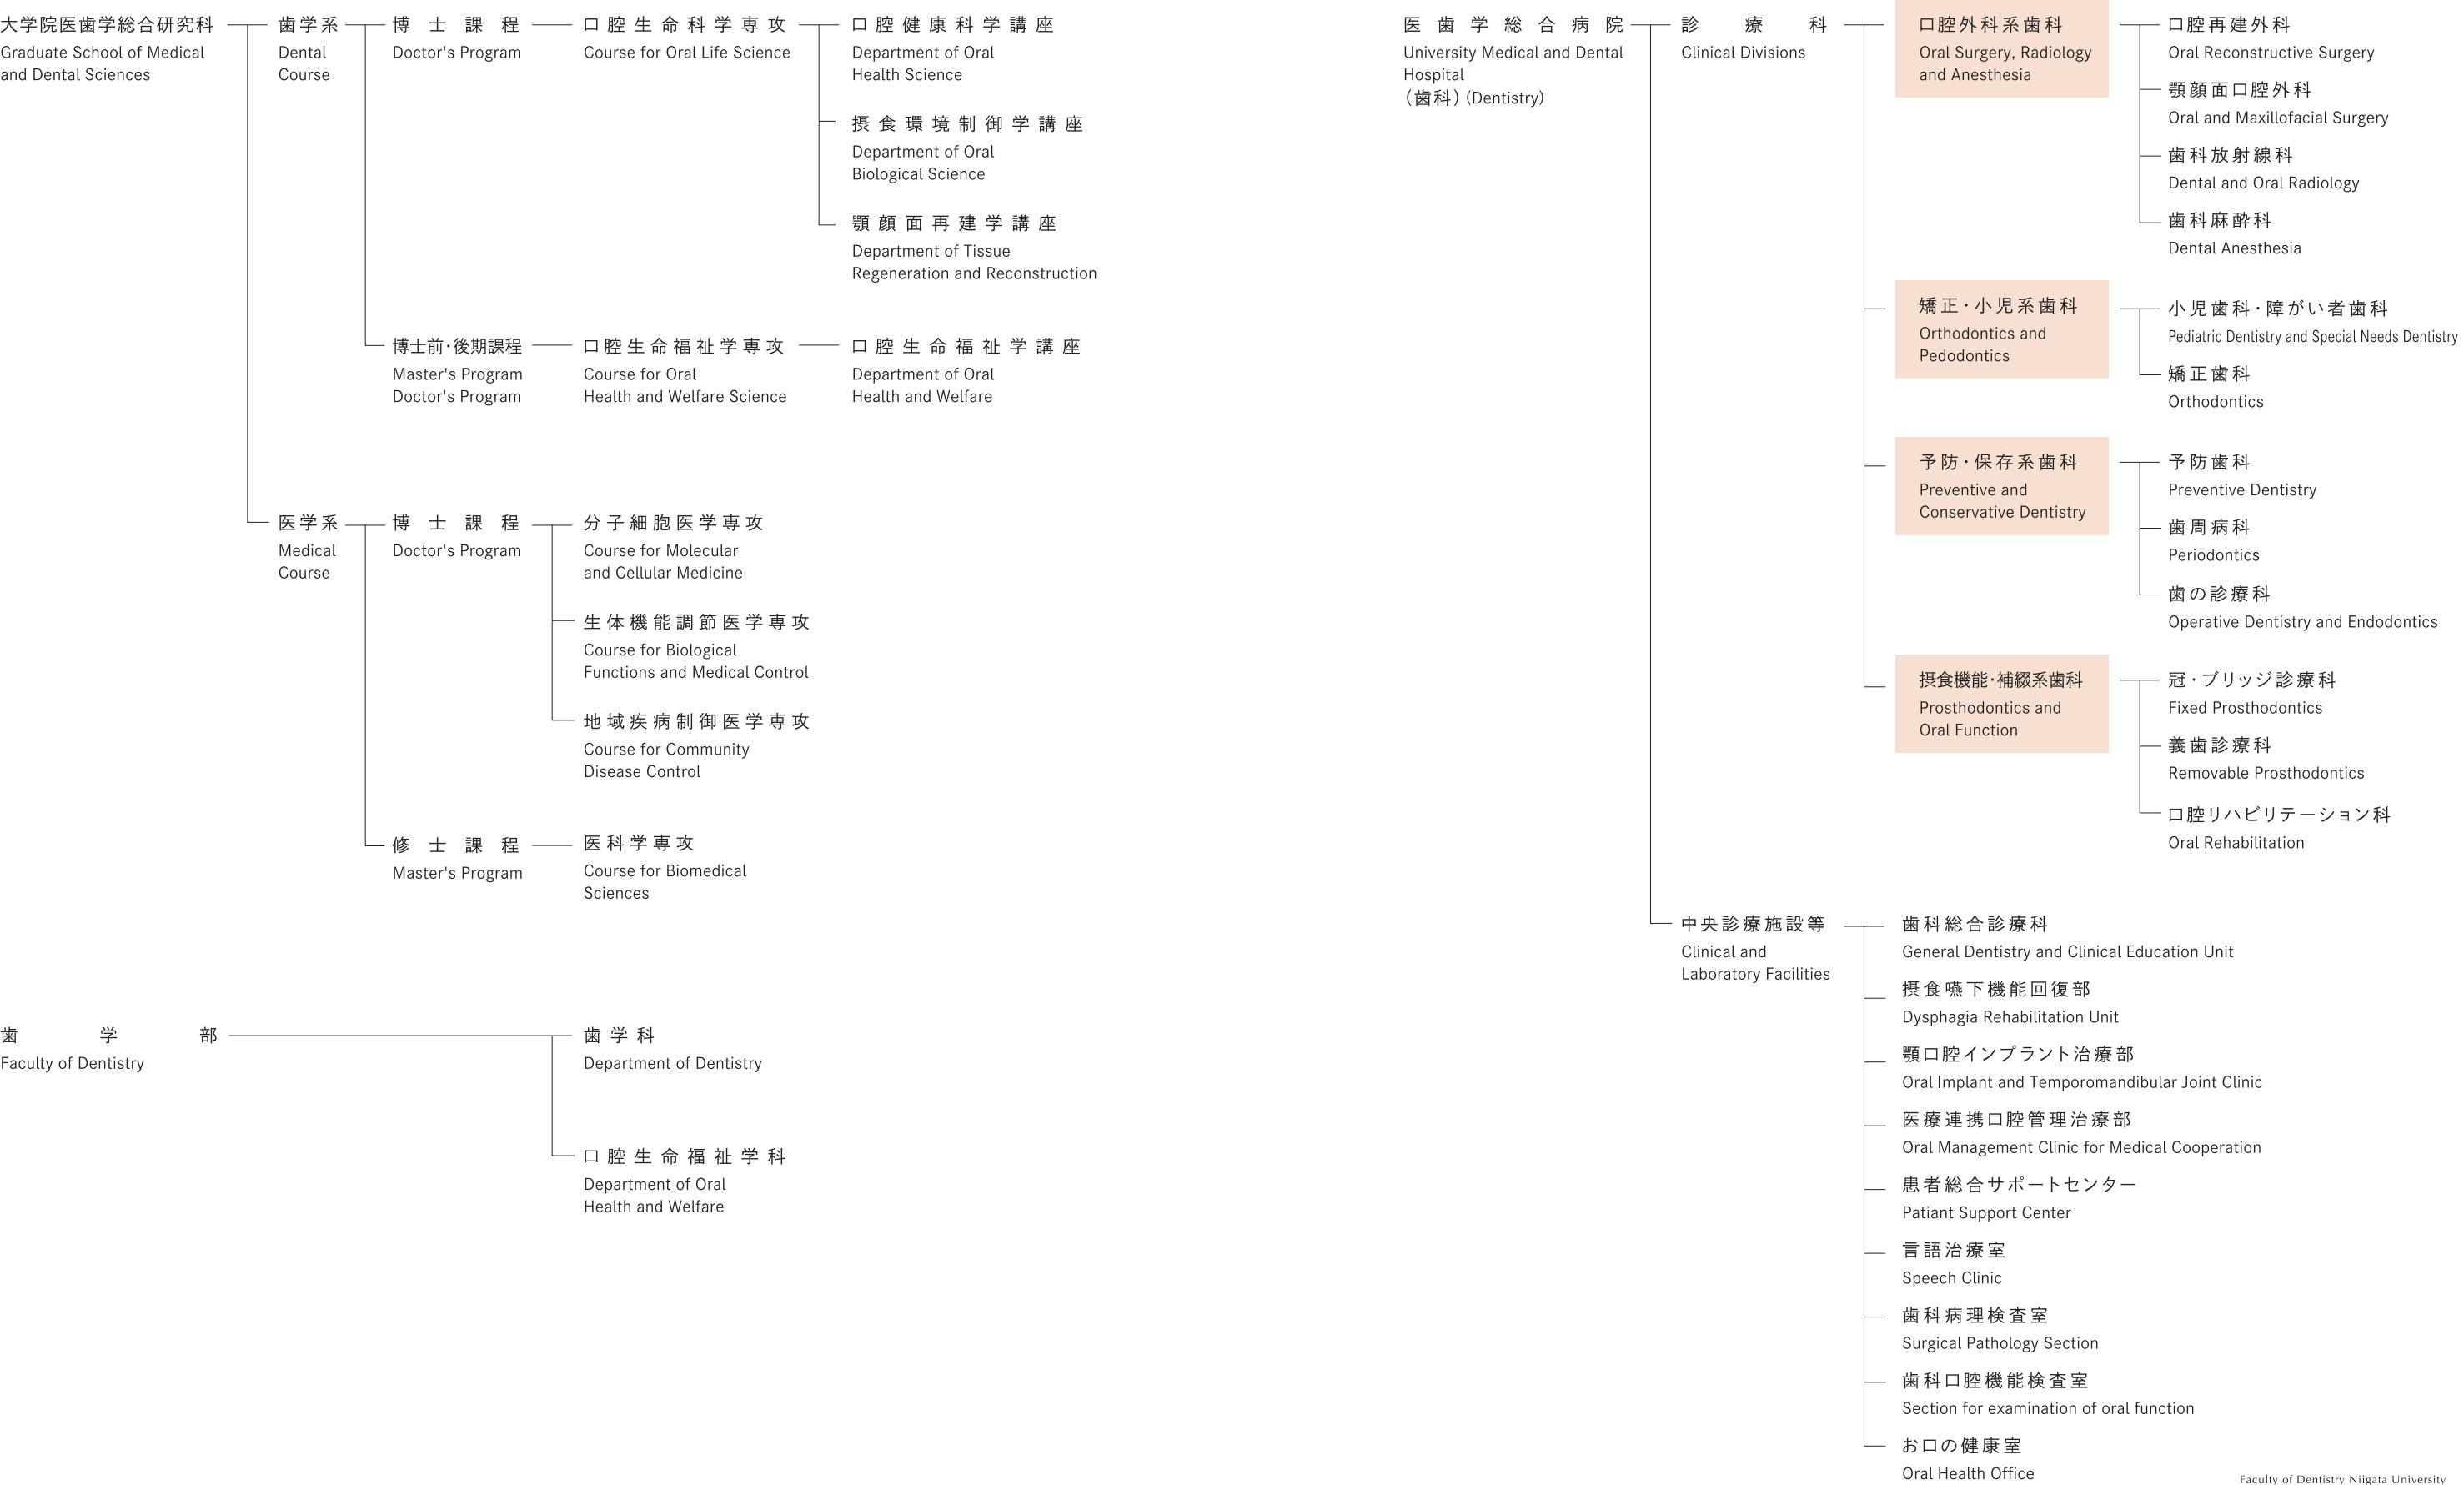 大学院医歯学総合研究科
Graduate School of Medical
and Dental Sciences
歯学系
Dental
Course
博士課程
Doctor's Program
口腔生命科学専攻
Course for Oral Life Science
口腔健康科学講座
Department of Oral
Health Science
摂食環境制御学講座
Department of Oral
Biological Science
顎顔面再建学講座
Department of Tissue
Regeneration and Reconstruction
博士前･後期課程
Master's Program
Doctor's Program
口腔生命福祉学専攻
Course for Oral
Health and Welfare Science
口腔生命福祉学講座
Department of Oral
Health and Welfare
医学系
Medical
Course
博士課程
Doctor's Program
分子細胞医学専攻
Course for Molecular
and Cellular Medicine
生体機能調節医学専攻
Course for Biological
Functions and Medical Control
地域疾病制御医学専攻
Course for Community
Disease Control
修士課程
Master's Program
医科学専攻
Course for Biomedical
Sciences
歯学部
Faculty of Dentistry
歯学科
Department of Dentistry
口腔生命福祉学科
Department of Oral
Health and Welfare
医歯学総合病院
University Medical and Dental
Hospital
（歯科）(Dentistry)
診療科
Clinical Divisions
口腔外科系歯科
Oral Surgery, Radiology
and Anesthesia
口腔再建外科
Oral Reconstructive Surgery
顎顔面口腔外科
Oral and Maxillofacial Surgery
歯科放射線科
Dental and Oral Radiology
歯科麻酔科
Dental Anesthesia
矯正・小児系歯科
Orthodontics and
Pedodontics
小児歯科・障がい者歯科
Pediatric Dentistry and Special Needs Dentistry
矯正歯科
Orthodontics
予防・保存系歯科
Preventive and
Conservative Dentistry
予防歯科
Preventive Dentistry
歯周病科
Periodontics
歯の診療科
Operative Dentistry and Endodontics
摂食機能･補綴系歯科
Prosthodontics and
Oral Function
冠・ブリッジ診療科
Fixed Prosthodontics
義歯診療科
Removable Prosthodontics
口腔リハビリテーション科
Oral Rehabilitation
中央診療施設等
Clinical and
Laboratory Facilities
歯科総合診療科
General Dentistry and Clinical Education Unit
摂食嚥下機能回復部
Dysphagia Rehabilitation Unit
顎口腔インプラント治療部
Oral Implant and Temporomandibular Joint Clinic
医療連携口腔管理治療部
Oral Management Clinic for Medical Cooperation
患者総合サポートセンター
Patiant Support Center
言語治療室
Speech Clinic
歯科病理検査室
Surgical Pathology Section
歯科口腔機能検査室
Section for examination of oral function
お口の健康室
Oral Health Office
Faculty of Dentistry Niigata University